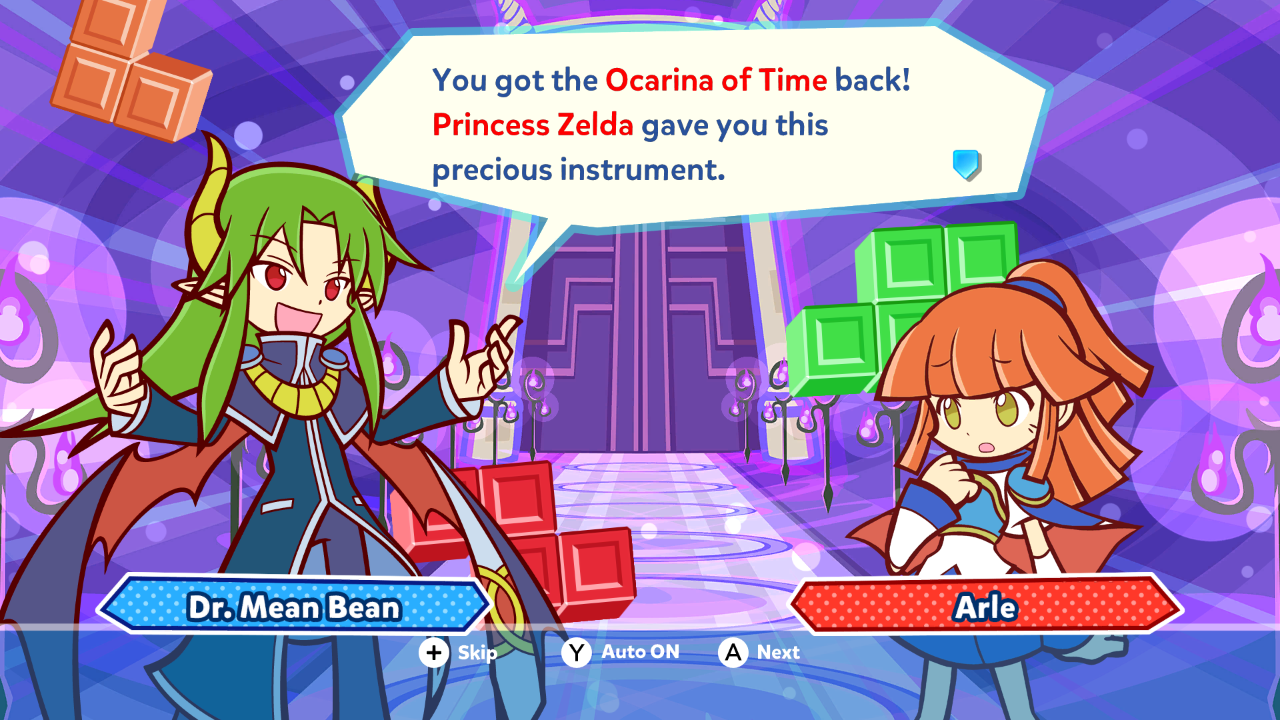 You got the Ocarina of Time back!
Princess Zelda gave you this
precious instrument.
Dr. Mean Bean
Arle
+ Skip
Y Auto ON
A Next